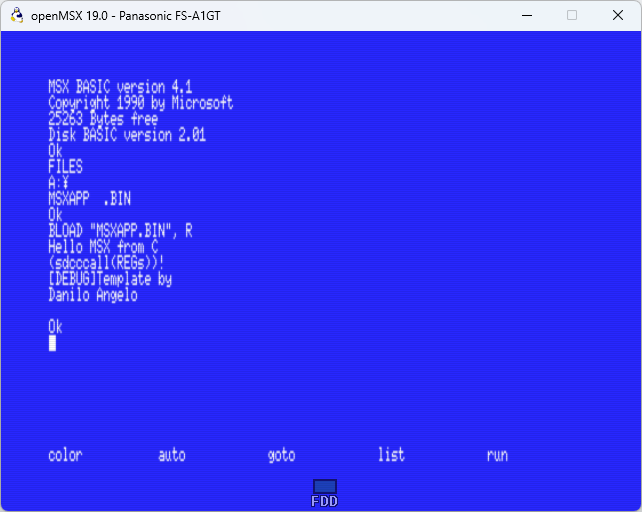 openMSX 19.0 - Panasonic FS-A1GT
MSX BASIC version 4.1
Copyright 1990 by Microsoft
25263 Bytes free
Disk BASIC version 2.01
Ok
FILES
A:¥
MSXAPP  .BIN
Ok
BLOAD "MSXAPP.BIN", R
Hello MSX from C
(sdcccall(REGs))!
[DEBUG]Template by
Danilo Angelo
Ok
color auto goto list run
FDD